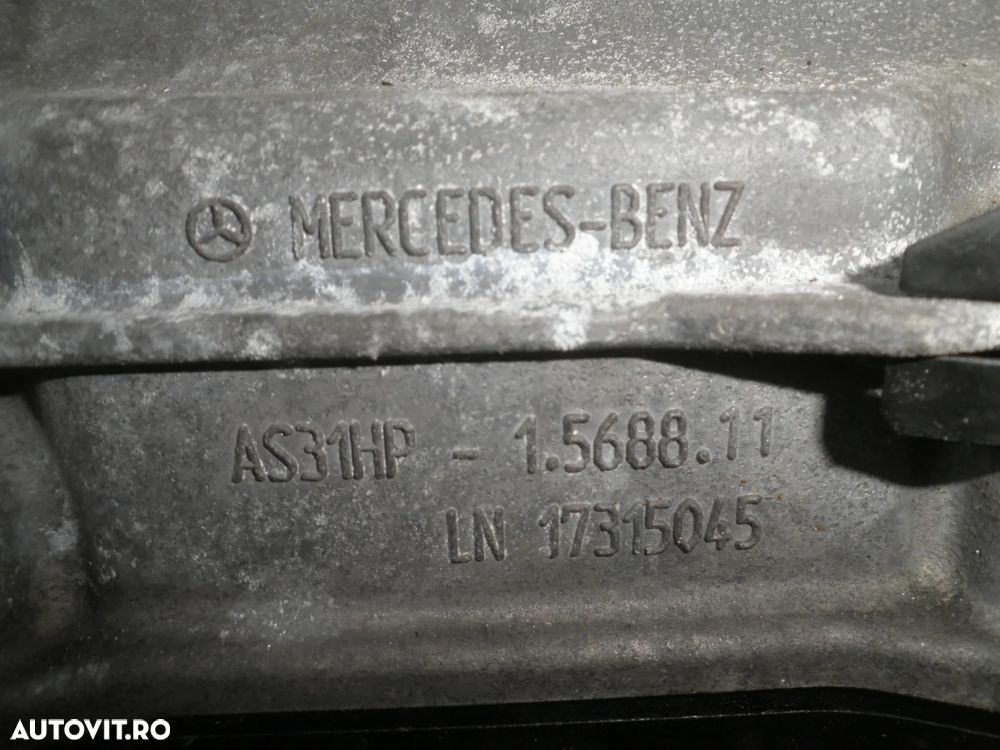 MERCEDES-BENZ
AS31HP - 1.5688.11
LN 17315045
AUTOVIT.RO